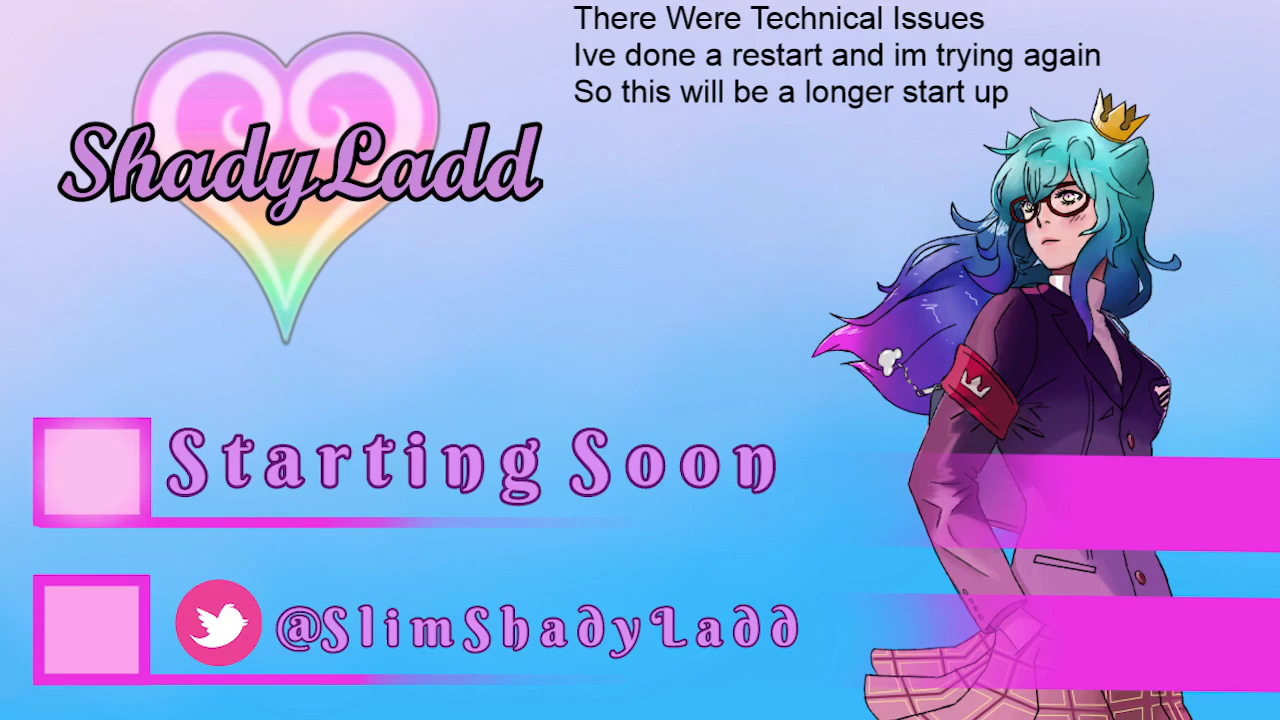 There Were Technical Issues
Ive done a restart and im trying again
So this will be a longer start up
ShadyLadd
Starting Soon
@SlimShadyLadd